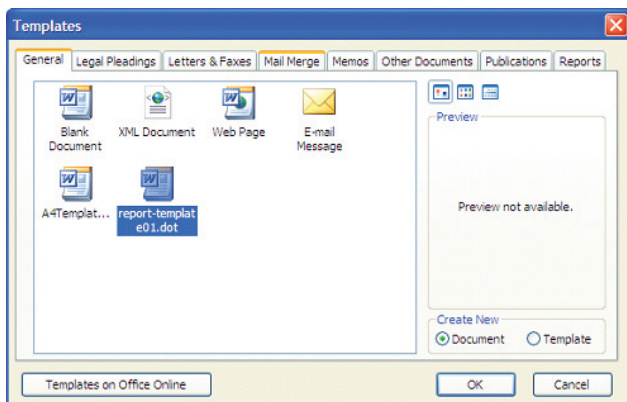 Templates
General Legal Pleadings Letters & Faxes Mail Merge Memos Other Documents Publications Reports
Blank
Document
XML Document
Web Page
E-mail
Message
A4Templat...
report-templat
e01.dot
Preview
Preview not available.
Create New
Document Template
Templates on Office Online OK Cancel